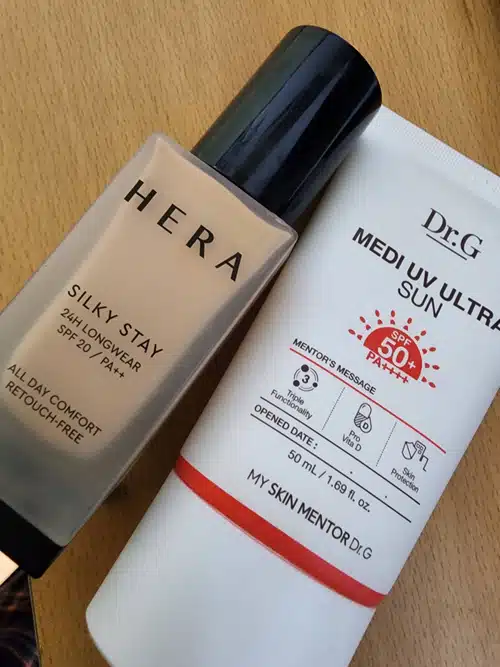 HERA
SILKY STAY
24H LONGWEAR
SPF 20 / PA++
ALL DAY COMFORT
RETOUCH-FREE
Dr.G
MEDI UV ULTRA
SUN
SPF
50+
PA++++
MENTOR'S MESSAGE
3
Triple
Functionality
Pro
Vita D
Skin
Protection
OPENED DATE : . .
50 mL / 1.69 fl. oz.
MY SKIN MENTOR Dr.G